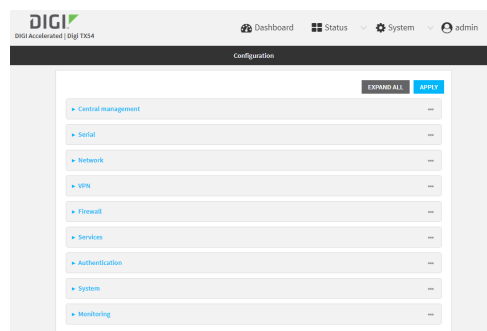 DIGI
DIGI Accelerated | Digi TX54
Dashboard Status System admin
Configuration
EXPAND ALL APPLY
Central management
Serial
Network
VPN
Firewall
Services
Authentication
System
Monitoring